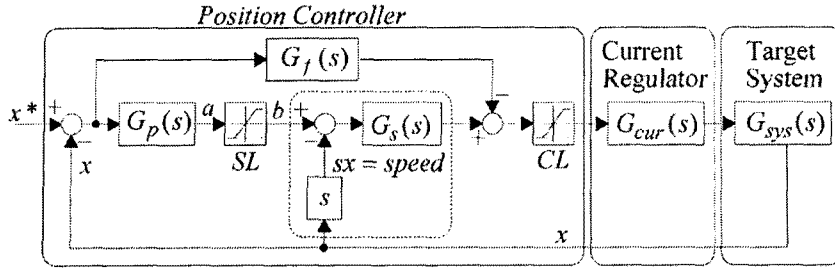 Position Controller
G_f(s)
Current
Regulator
Target
System
x* + − G_p(s) a b + − G_s(s) + − G_cur(s) G_sys(s)
x SL sx = speed CL
s
x